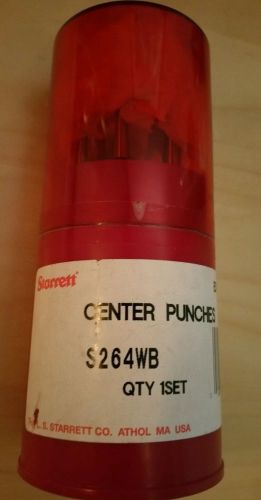 Starrett
CENTER PUNCHES
S264WB
QTY 1SET
L. S. STARRETT CO. ATHOL MA USA